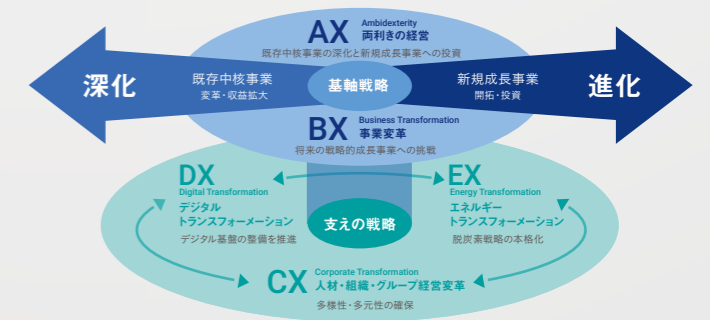 AX Ambidexterity
両利きの経営
既存中核事業の深化と新規成長事業への投資
深化
既存中核事業
変革・収益拡大
基軸戦略
新規成長事業
開拓・投資
進化
BX Business Transformation
事業変革
将来の戦略的成長事業への挑戦
DX
Digital Transformation
デジタル
トランスフォーメーション
デジタル基盤の整備を推進
支えの戦略
EX
Energy Transformation
エネルギー
トランスフォーメーション
脱炭素戦略の本格化
CX Corporate Transformation
人材・組織・グループ経営変革
多様性・多元性の確保